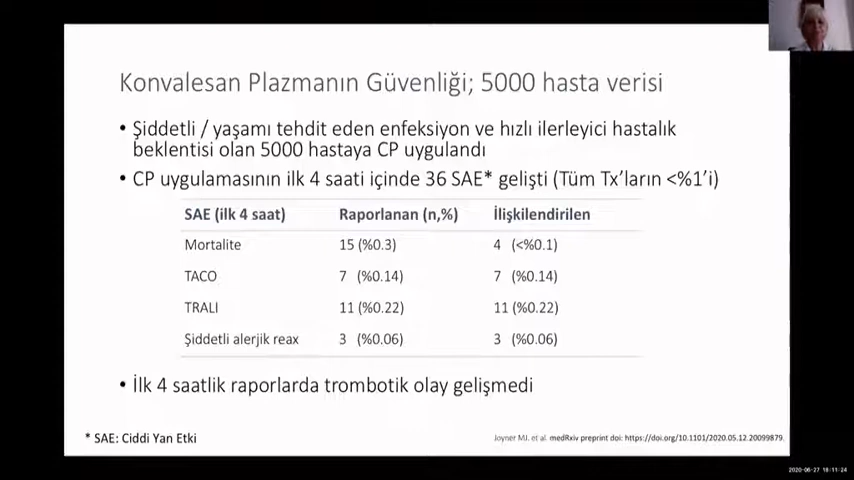 Konvalesan Plazmanın Güvenliği; 5000 hasta verisi
• Şiddetli / yaşamı tehdit eden enfeksiyon ve hızlı ilerleyici hastalık
beklentisi olan 5000 hastaya CP uygulandı
• CP uygulamasının ilk 4 saati içinde 36 SAE* gelişti (Tüm Tx’ların <%1’i)
SAE (ilk 4 saat) Raporlanan (n,%) İlişkilendirilen
Mortalite 15 (%0.3) 4 (<%0.1)
TACO 7 (%0.14) 7 (%0.14)
TRALI 11 (%0.22) 11 (%0.22)
Şiddetli alerjik reax 3 (%0.06) 3 (%0.06)
• İlk 4 saatlik raporlarda trombotik olay gelişmedi
* SAE: Ciddi Yan Etki
Joyner MJ. et al. medRxiv preprint doi: https://doi.org/10.1101/2020.05.12.20099879.
2020-06-27 18:11:24